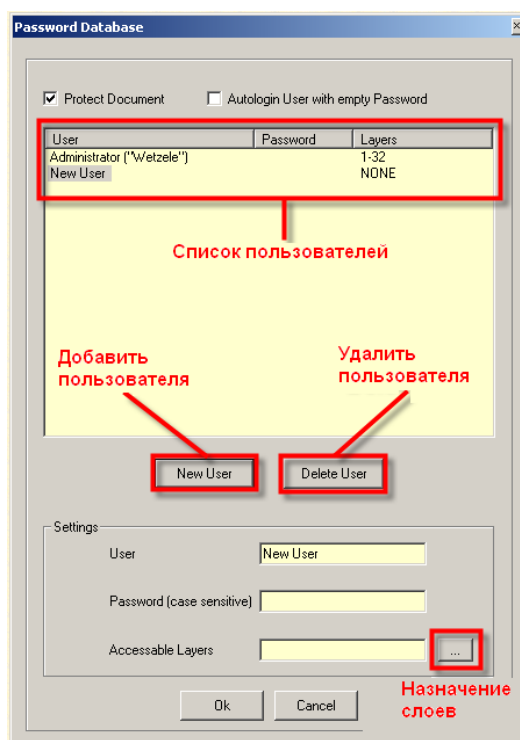 Password Database
Protect Document Autologin User with empty Password
User Password Layers
Administrator ("Wetzele") 1-32
New User NONE
Список пользователей
Добавить
пользователя
Удалить
пользователя
New User Delete User
Settings
User New User
Password (case sensitive)
Accessable Layers ...
Назначение
слоев
Ok Cancel